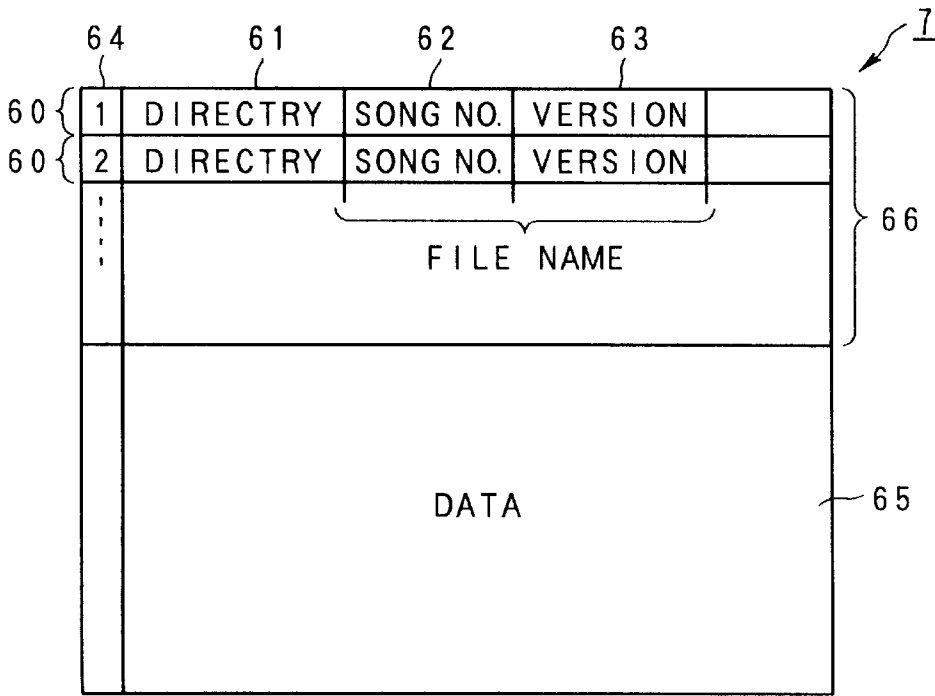 64 61 62 63 7
60 1 DIRECTRY SONG NO. VERSION
60 2 DIRECTRY SONG NO. VERSION
66
FILE NAME
DATA 65